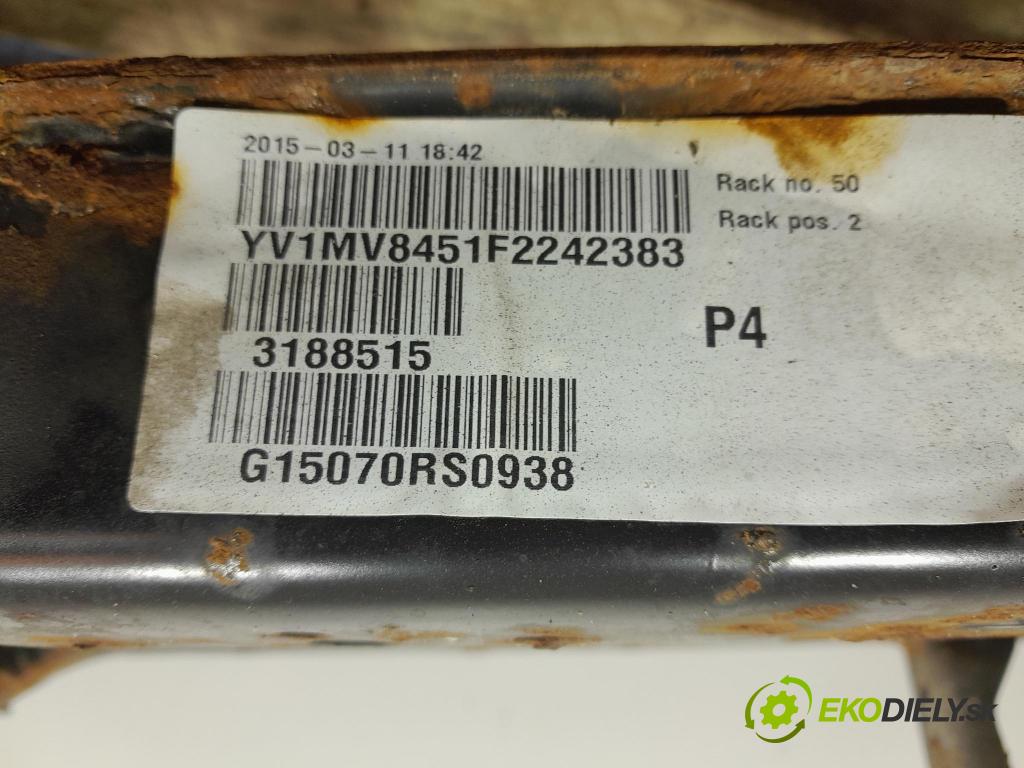 2015-03-11 18:42
Rack no. 50
YV1MV8451F2242383
Rack pos. 2
3188515
P4
G15070RS0938
EKODIELY.sk